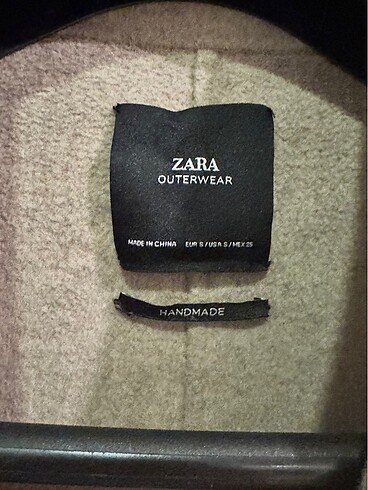 ZARA
OUTERWEAR
MADE IN CHINA EUR S / USA S / MEX 26
HANDMADE